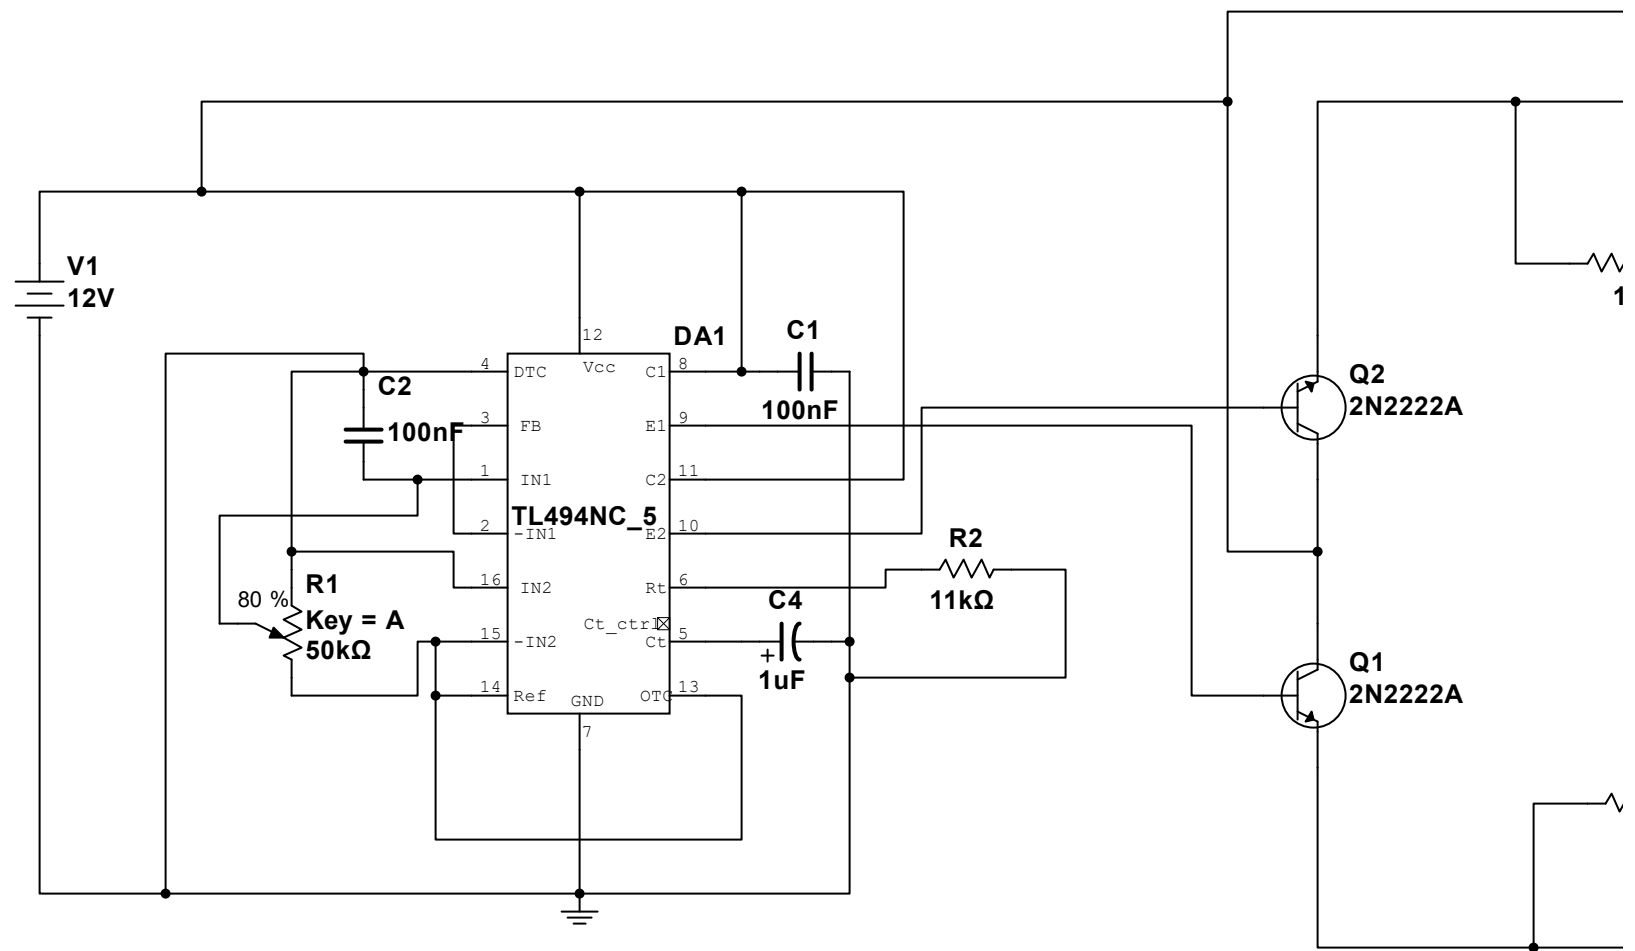 V1
12V
12
DA1
C1
100nF
Vcc
4
DTC
C1
8
C2
100nF
3
FB
E1
9
1
IN1
C2
11
TL494NC_5
2
-IN1
E2
10
R2
11kΩ
16
IN2
Rt
6
R1
80 %
Key = A
50kΩ
Ct_ctrl
C4
+
1uF
15
-IN2
Ct
5
14
Ref
GND
OTC
13
7
Q2
2N2222A
Q1
2N2222A
1